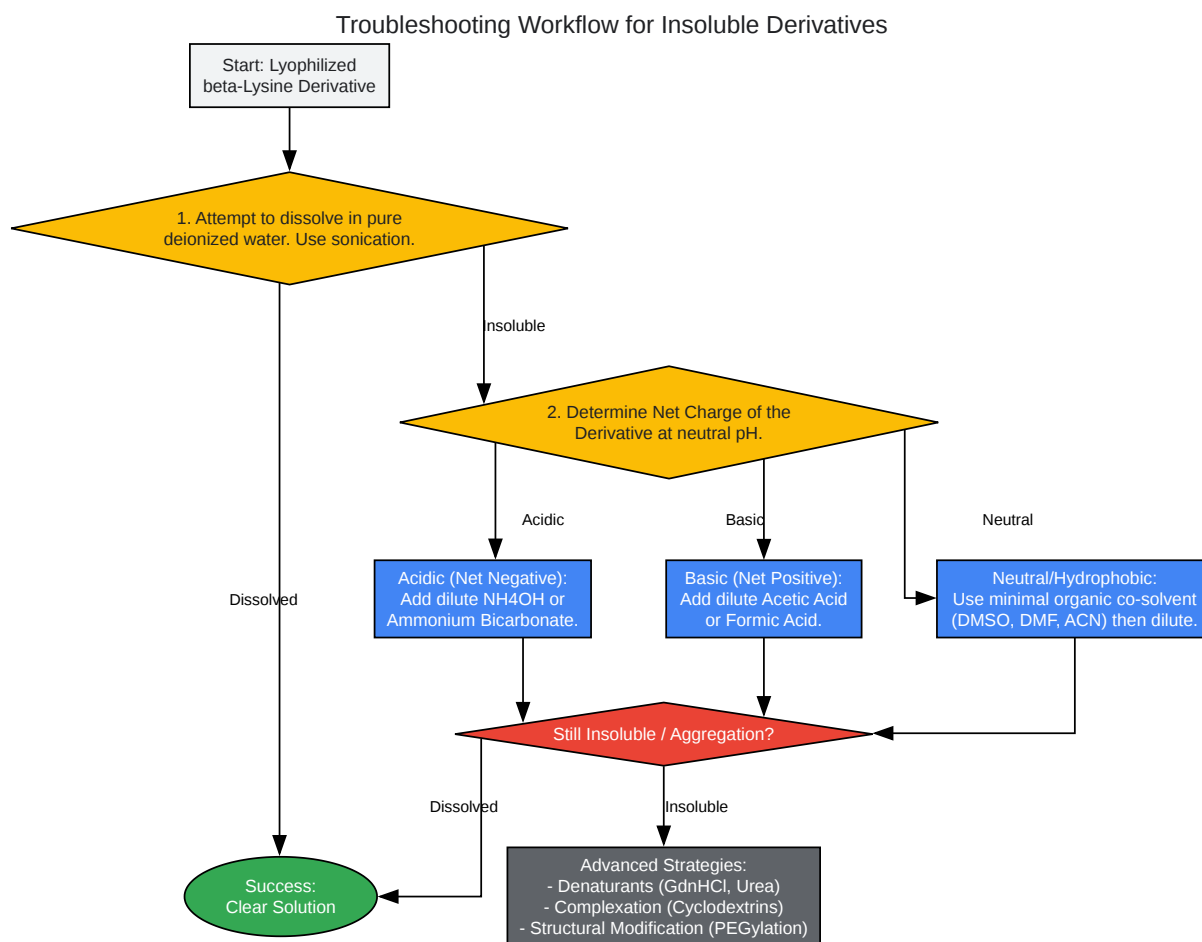 Troubleshooting Workflow for Insoluble Derivatives
Start: Lyophilized
beta-Lysine Derivative
1. Attempt to dissolve in pure
deionized water. Use sonication.
Insoluble
2. Determine Net Charge of the
Derivative at neutral pH.
Acidic
Basic
Neutral
Acidic (Net Negative):
Add dilute NH4OH or
Ammonium Bicarbonate.
Basic (Net Positive):
Add dilute Acetic Acid
or Formic Acid.
Neutral/Hydrophobic:
Use minimal organic co-solvent
(DMSO, DMF, ACN) then dilute.
Dissolved
Still Insoluble / Aggregation?
Dissolved
Insoluble
Success:
Clear Solution
Advanced Strategies:
- Denaturants (GdnHCl, Urea)
- Complexation (Cyclodextrins)
- Structural Modification (PEGylation)